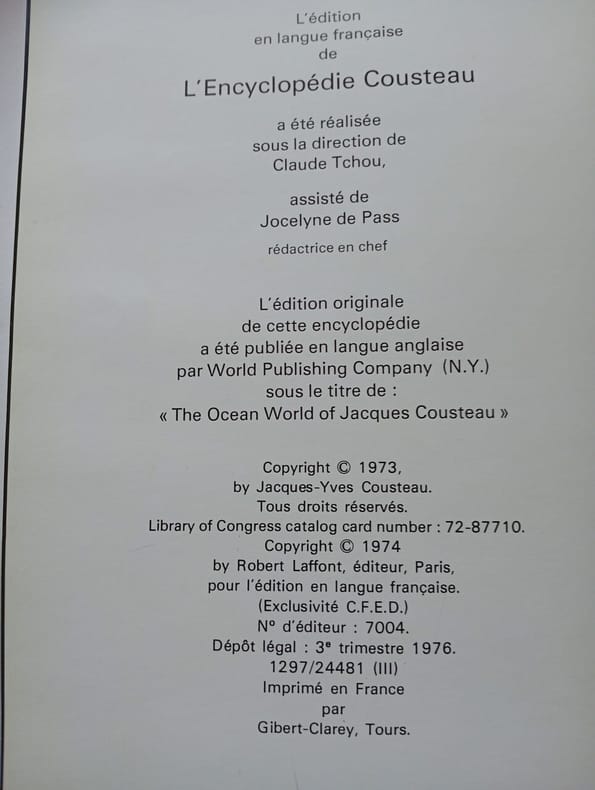 L'édition
en langue française
de
L'Encyclopédie Cousteau
a été réalisée
sous la direction de
Claude Tchou,
assisté de
Jocelyne de Pass
rédactrice en chef
L'édition originale
de cette encyclopédie
a été publiée en langue anglaise
par World Publishing Company (N.Y.)
sous le titre de :
« The Ocean World of Jacques Cousteau »
Copyright © 1973,
by Jacques-Yves Cousteau.
Tous droits réservés.
Library of Congress catalog card number : 72-87710.
Copyright © 1974
by Robert Laffont, éditeur, Paris,
pour l'édition en langue française.
(Exclusivité C.F.E.D.)
N° d'éditeur : 7004.
Dépôt légal : 3e trimestre 1976.
1297/24481 (III)
Imprimé en France
par
Gibert-Clarey, Tours.